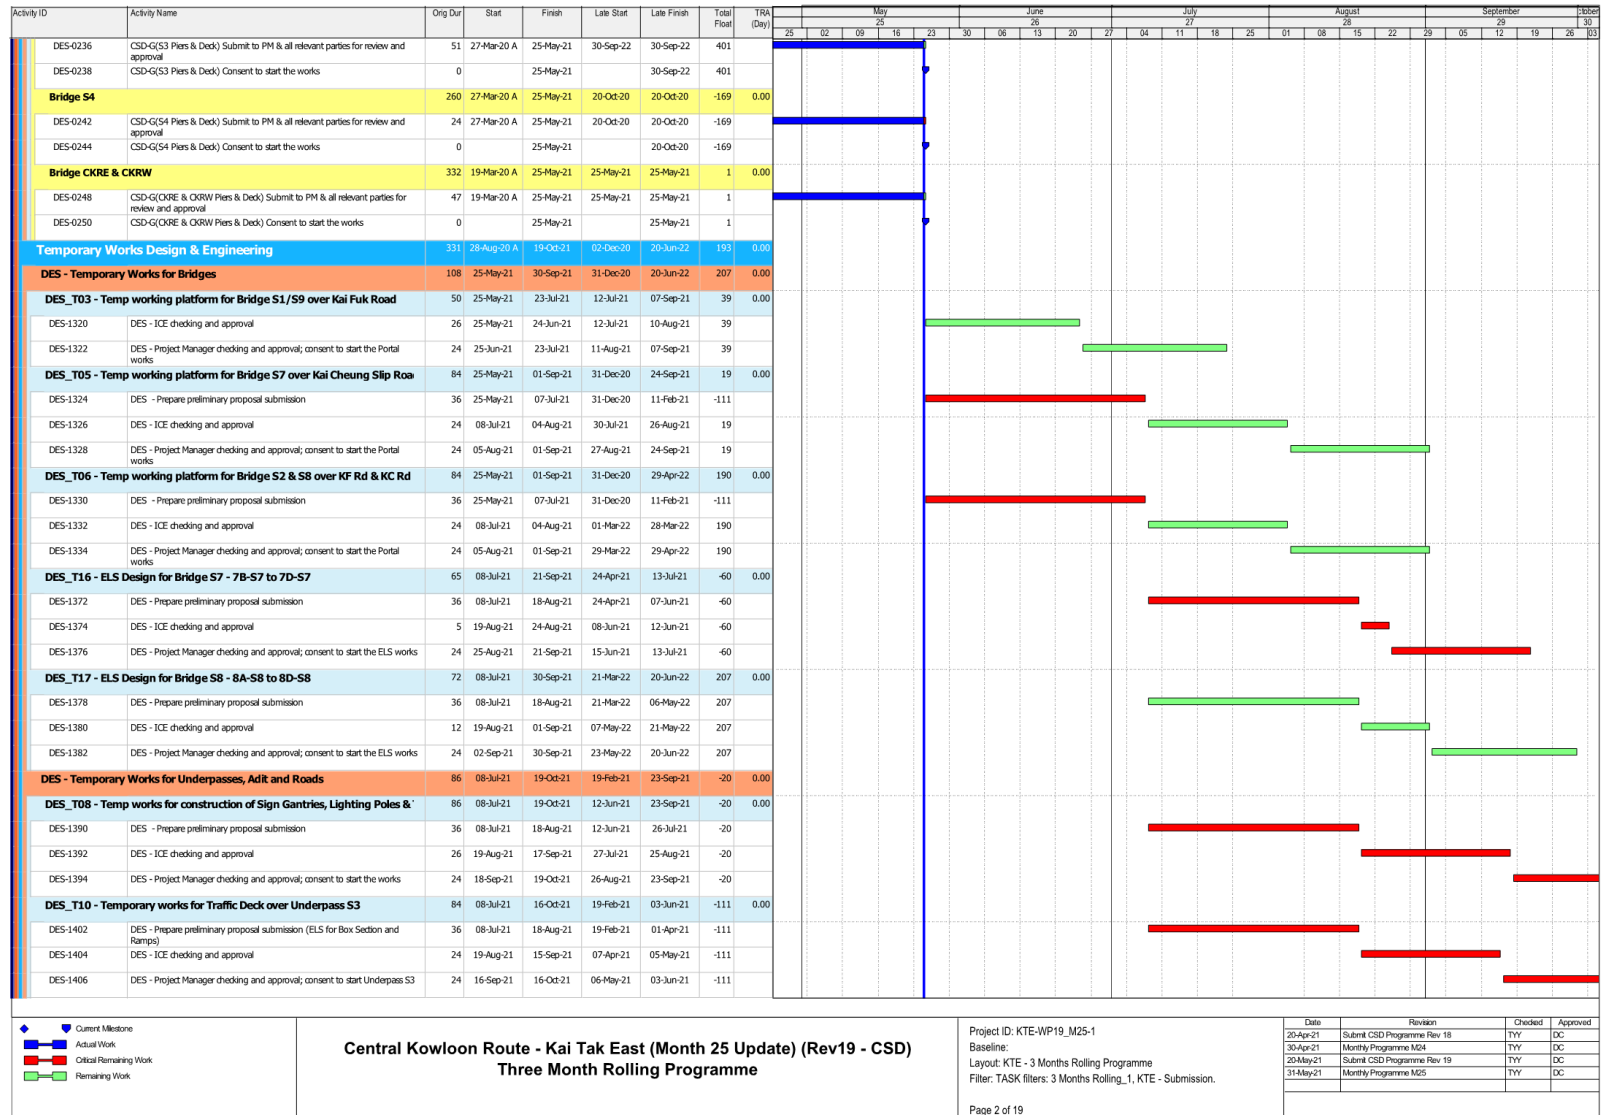 Activity ID Activity Name Orig Dur Start Finish Late Start Late Finish Total Float TRA (Day) May June July August September October
25 26 27 28 29 30
25 02 09 16 23 30 06 13 20 27 04 11 18 25 01 08 15 22 29 05 12 19 26 03
DES-0236 CSD-G(S3 Piers & Deck) Submit to PM & all relevant parties for review and approval 51 27-Mar-20 A 25-May-21 30-Sep-22 30-Sep-22 401
DES-0238 CSD-G(S3 Piers & Deck) Consent to start the works 0 25-May-21 30-Sep-22 401
Bridge S4 260 27-Mar-20 A 25-May-21 20-Oct-20 20-Oct-20 -169 0.00
DES-0242 CSD-G(S4 Piers & Deck) Submit to PM & all relevant parties for review and approval 24 27-Mar-20 A 25-May-21 20-Oct-20 20-Oct-20 -169
DES-0244 CSD-G(S4 Piers & Deck) Consent to start the works 0 25-May-21 20-Oct-20 -169
Bridge CKRE & CKRW 332 19-Mar-20 A 25-May-21 25-May-21 25-May-21 1 0.00
DES-0248 CSD-G(CKRE & CKRW Piers & Deck) Submit to PM & all relevant parties for review and approval 47 19-Mar-20 A 25-May-21 25-May-21 25-May-21 1
DES-0250 CSD-G(CKRE & CKRW Piers & Deck) Consent to start the works 0 25-May-21 25-May-21 1
Temporary Works Design & Engineering 331 28-Aug-20 A 19-Oct-21 02-Dec-20 20-Jun-22 193 0.00
DES - Temporary Works for Bridges 108 25-May-21 30-Sep-21 31-Dec-20 20-Jun-22 207 0.00
DES_T03 - Temp working platform for Bridge S1/S9 over Kai Fuk Road 50 25-May-21 23-Jul-21 12-Jul-21 07-Sep-21 39 0.00
DES-1320 DES - ICE checking and approval 26 25-May-21 24-Jun-21 12-Jul-21 10-Aug-21 39
DES-1322 DES - Project Manager checking and approval; consent to start the Portal works 24 25-Jun-21 23-Jul-21 11-Aug-21 07-Sep-21 39
DES_T05 - Temp working platform for Bridge S7 over Kai Cheung Slip Roa 84 25-May-21 01-Sep-21 31-Dec-20 24-Sep-21 19 0.00
DES-1324 DES - Prepare preliminary proposal submission 36 25-May-21 07-Jul-21 31-Dec-20 11-Feb-21 -111
DES-1326 DES - ICE checking and approval 24 08-Jul-21 04-Aug-21 30-Jul-21 26-Aug-21 19
DES-1328 DES - Project Manager checking and approval; consent to start the Portal works 24 05-Aug-21 01-Sep-21 27-Aug-21 24-Sep-21 19
DES_T06 - Temp working platform for Bridge S2 & S8 over KF Rd & KC Rd 84 25-May-21 01-Sep-21 31-Dec-20 29-Apr-22 190 0.00
DES-1330 DES - Prepare preliminary proposal submission 36 25-May-21 07-Jul-21 31-Dec-20 11-Feb-21 -111
DES-1332 DES - ICE checking and approval 24 08-Jul-21 04-Aug-21 01-Mar-22 28-Mar-22 190
DES-1334 DES - Project Manager checking and approval; consent to start the Portal works 24 05-Aug-21 01-Sep-21 29-Mar-22 29-Apr-22 190
DES_T16 - ELS Design for Bridge S7 - 7B-S7 to 7D-S7 65 08-Jul-21 21-Sep-21 24-Apr-21 13-Jul-21 -60 0.00
DES-1372 DES - Prepare preliminary proposal submission 36 08-Jul-21 18-Aug-21 24-Apr-21 07-Jun-21 -60
DES-1374 DES - ICE checking and approval 5 19-Aug-21 24-Aug-21 08-Jun-21 12-Jun-21 -60
DES-1376 DES - Project Manager checking and approval; consent to start the ELS works 24 25-Aug-21 21-Sep-21 15-Jun-21 13-Jul-21 -60
DES_T17 - ELS Design for Bridge S8 - 8A-S8 to 8D-S8 72 08-Jul-21 30-Sep-21 21-Mar-22 20-Jun-22 207 0.00
DES-1378 DES - Prepare preliminary proposal submission 36 08-Jul-21 18-Aug-21 21-Mar-22 06-May-22 207
DES-1380 DES - ICE checking and approval 12 19-Aug-21 01-Sep-21 07-May-22 21-May-22 207
DES-1382 DES - Project Manager checking and approval; consent to start the ELS works 24 02-Sep-21 30-Sep-21 23-May-22 20-Jun-22 207
DES - Temporary Works for Underpasses, Adit and Roads 86 08-Jul-21 19-Oct-21 19-Feb-21 23-Sep-21 -20 0.00
DES_T08 - Temp works for construction of Sign Gantries, Lighting Poles & 86 08-Jul-21 19-Oct-21 12-Jun-21 23-Sep-21 -20 0.00
DES-1390 DES - Prepare preliminary proposal submission 36 08-Jul-21 18-Aug-21 12-Jun-21 26-Jul-21 -20
DES-1392 DES - ICE checking and approval 26 19-Aug-21 17-Sep-21 27-Jul-21 25-Aug-21 -20
DES-1394 DES - Project Manager checking and approval; consent to start the works 24 18-Sep-21 19-Oct-21 26-Aug-21 23-Sep-21 -20
DES_T10 - Temporary works for Traffic Deck over Underpass S3 84 08-Jul-21 16-Oct-21 19-Feb-21 03-Jun-21 -111 0.00
DES-1402 DES - Prepare preliminary proposal submission (ELS for Box Section and Ramps) 36 08-Jul-21 18-Aug-21 19-Feb-21 01-Apr-21 -111
DES-1404 DES - ICE checking and approval 24 19-Aug-21 15-Sep-21 07-Apr-21 05-May-21 -111
DES-1406 DES - Project Manager checking and approval; consent to start Underpass S3 24 16-Sep-21 16-Oct-21 06-May-21 03-Jun-21 -111
Current Milestone
Actual Work
Critical Remaining Work
Remaining Work
Central Kowloon Route - Kai Tak East (Month 25 Update) (Rev19 - CSD)
Three Month Rolling Programme
Project ID: KTE-WP19_M25-1
Baseline:
Layout: KTE - 3 Months Rolling Programme
Filter: TASK filters: 3 Months Rolling_1, KTE - Submission.
Page 2 of 19
Date Revision Checked Approved
20-Apr-21 Submit CSD Programme Rev 18 TYY DC
30-Apr-21 Monthly Programme M24 TYY DC
20-May-21 Submit CSD Programme Rev 19 TYY DC
31-May-21 Monthly Programme M25 TYY DC